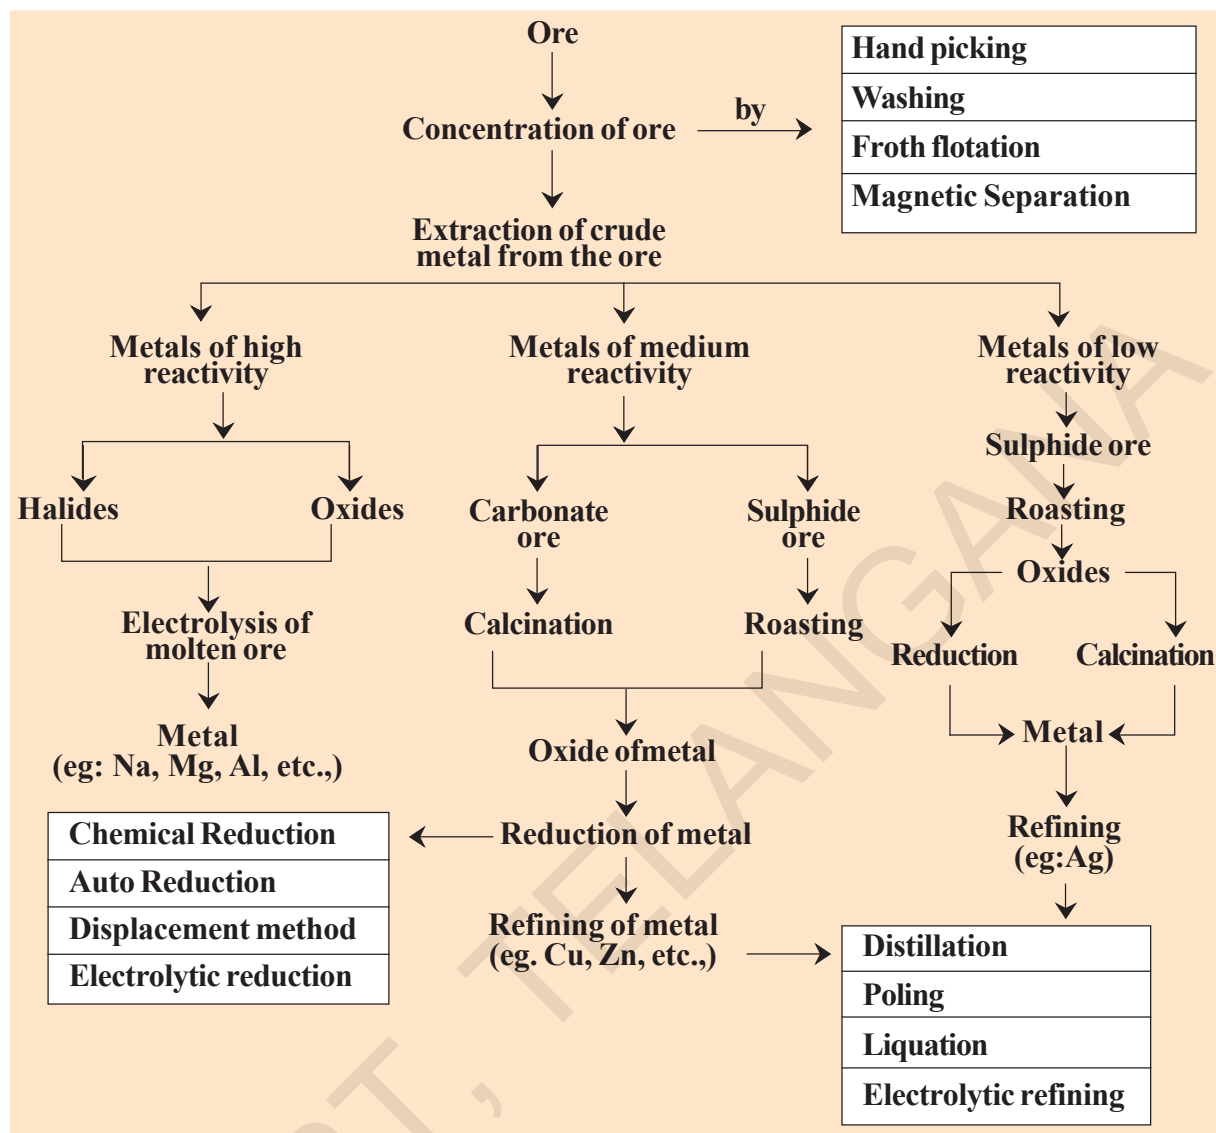 Ore
Concentration of ore
by
Hand picking
Washing
Froth flotation
Magnetic Separation
Extraction of crude
metal from the ore
Metals of high
reactivity
Metals of medium
reactivity
Metals of low
reactivity
Halides
Oxides
Electrolysis of
molten ore
Metal
(eg: Na, Mg, Al, etc.,)
Carbonate
ore
Sulphide
ore
Calcination
Roasting
Oxide ofmetal
Reduction of metal
Chemical Reduction
Auto Reduction
Displacement method
Electrolytic reduction
Refining of metal
(eg. Cu, Zn, etc.,)
Sulphide ore
Roasting
Oxides
Reduction
Calcination
Metal
Refining
(eg:Ag)
Distillation
Poling
Liquation
Electrolytic refining
RT, TELANGANA